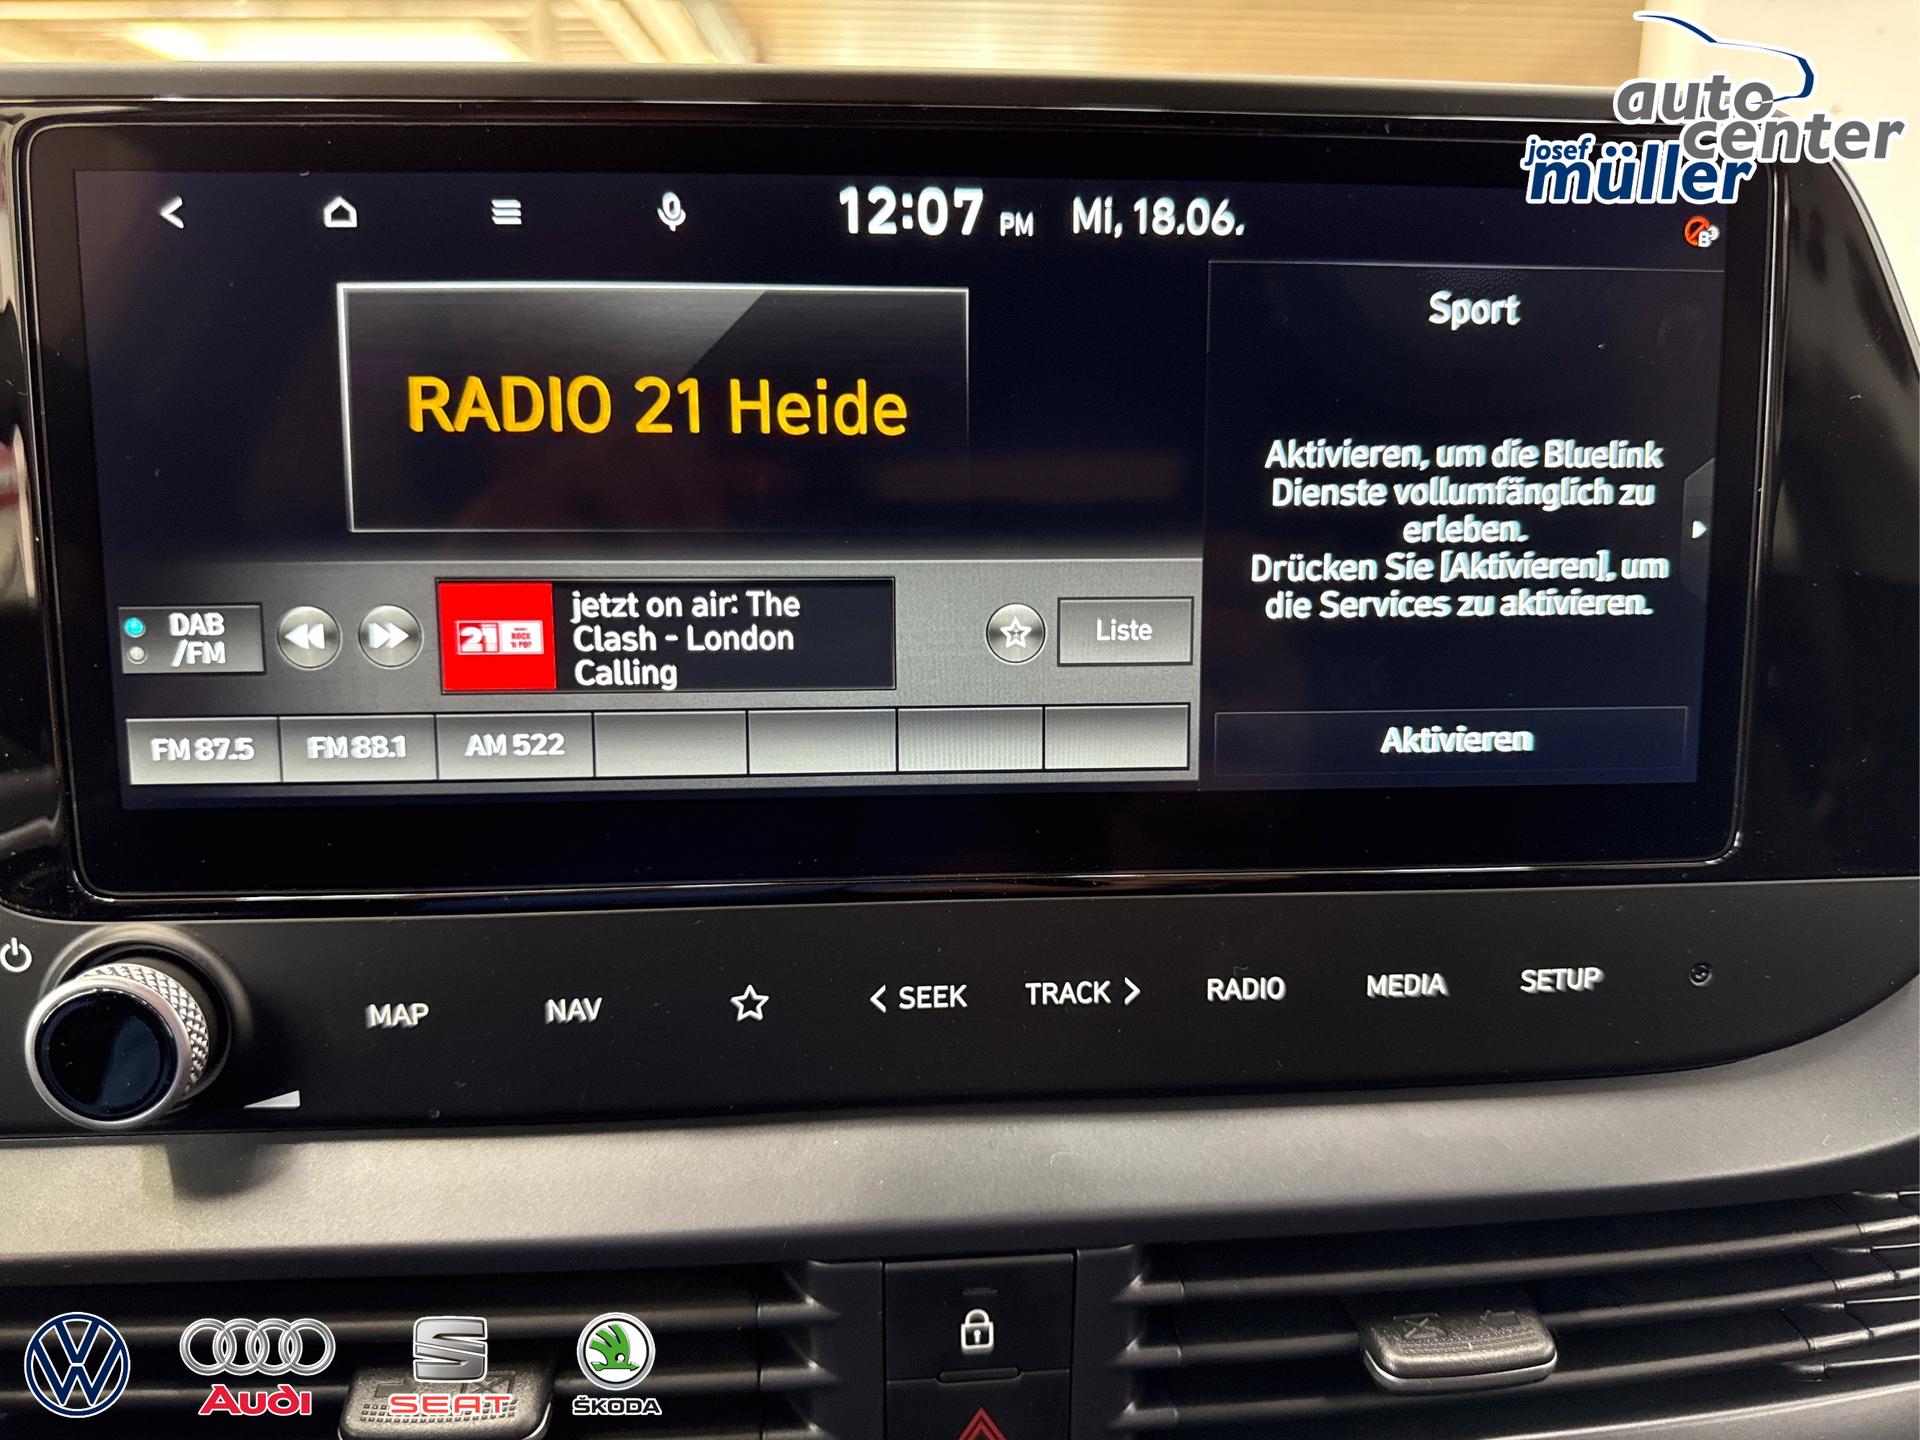 auto
center
josef
müller
12:07 PM Mi, 18.06.
Sport
RADIO 21 Heide
Aktivieren, um die Bluelink
Dienste vollumfänglich zu
erleben.
Drücken Sie [Aktivieren], um
die Services zu aktivieren.
Aktivieren
DAB
/FM
21 ROCK
'N POP
jetzt on air: The
Clash - London
Calling
Liste
FM 87.5 FM 88.1 AM 522
MAP NAV < SEEK TRACK > RADIO MEDIA SETUP
Audi
SEAT
ŠKODA